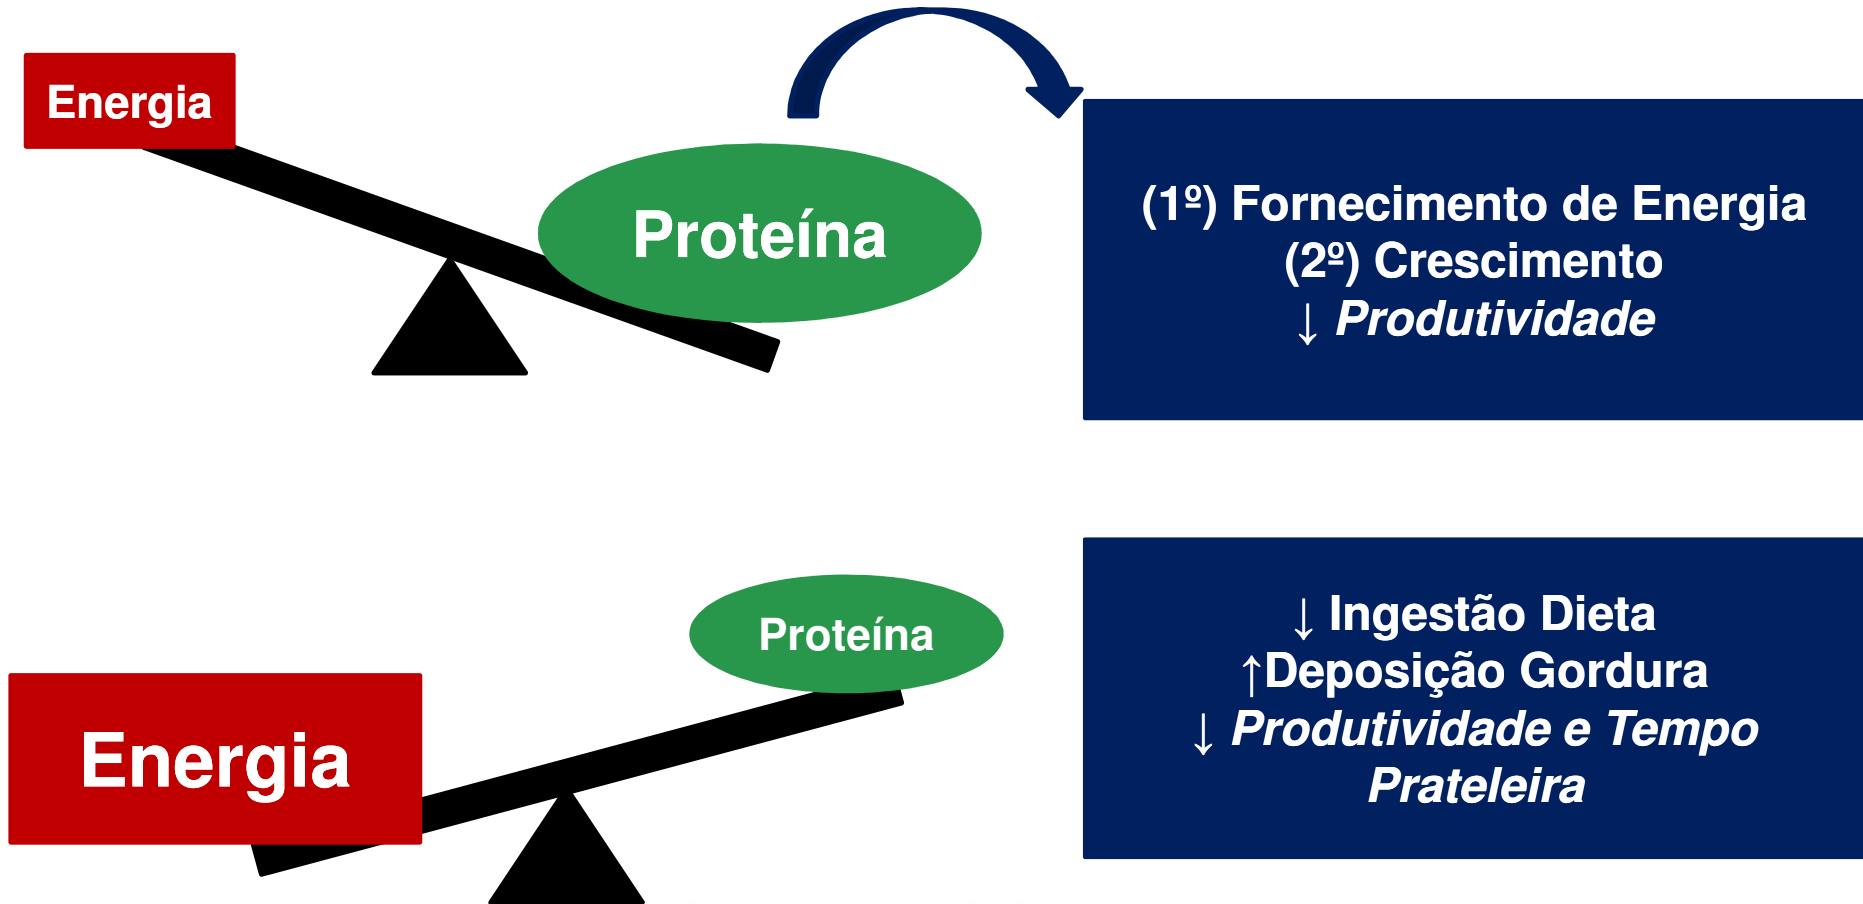 Energia
Proteína
(1º) Fornecimento de Energia
(2º) Crescimento
↓ Produtividade
Energia
Proteína
↓ Ingestão Dieta
↑Deposição Gordura
↓ Produtividade e Tempo
Prateleira